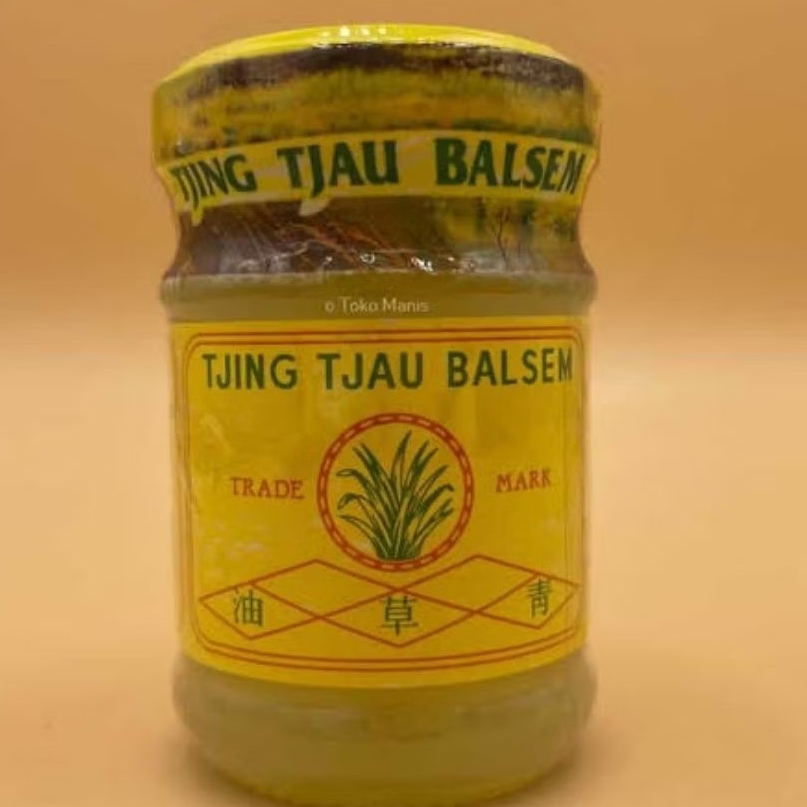 TJING TJAU BALSEM
© Toko Manis
TJING TJAU BALSEM
TRADE MARK
油 草 青